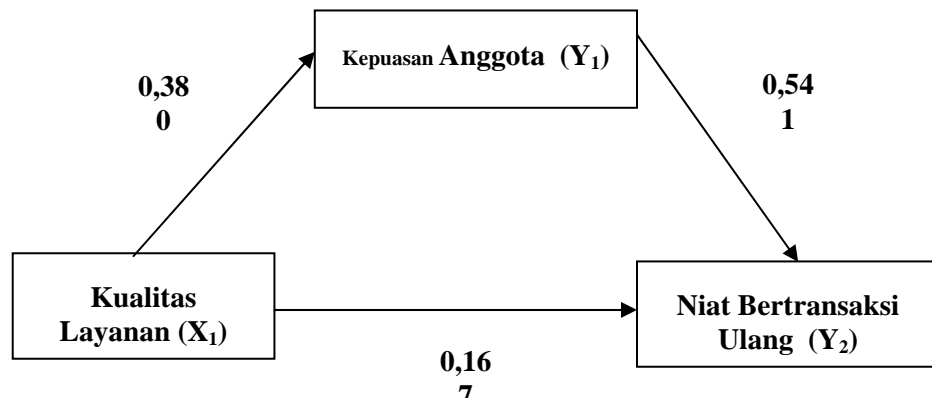 Kepuasan Anggota (Y₁)
0,38
0
0,54
1
Kualitas
Layanan (X₁)
Niat Bertransaksi
Ulang (Y₂)
0,16
7